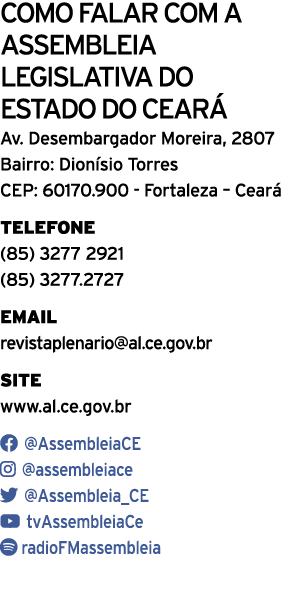 COMO FALAR COM A
ASSEMBLEIA
LEGISLATIVA DO
ESTADO DO CEARÁ
Av. Desembargador Moreira, 2807
Bairro: Dionísio Torres
CEP: 60170.900 - Fortaleza – Ceará
TELEFONE
(85) 3277 2921
(85) 3277.2727
EMAIL
revistaplenario@al.ce.gov.br
SITE
www.al.ce.gov.br
@AssembleiaCE
@assembleiace
@Assembleia_CE
tvAssembleiaCe
radioFMassembleia